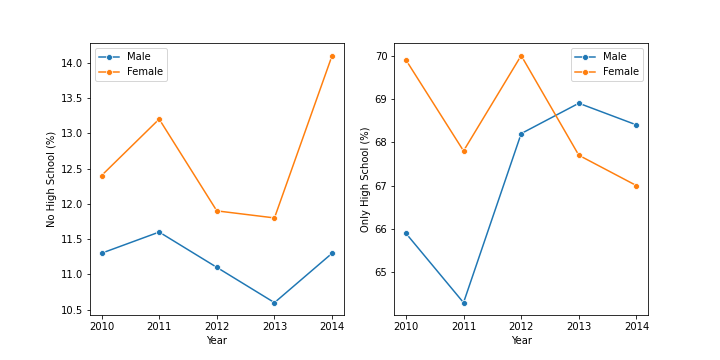 No High School (%)
14.0
13.5
13.0
12.5
12.0
11.5
11.0
10.5
Male
Female
2010 2011 2012 2013 2014
Year
Only High School (%)
70
69
68
67
66
65
Male
Female
2010 2011 2012 2013 2014
Year